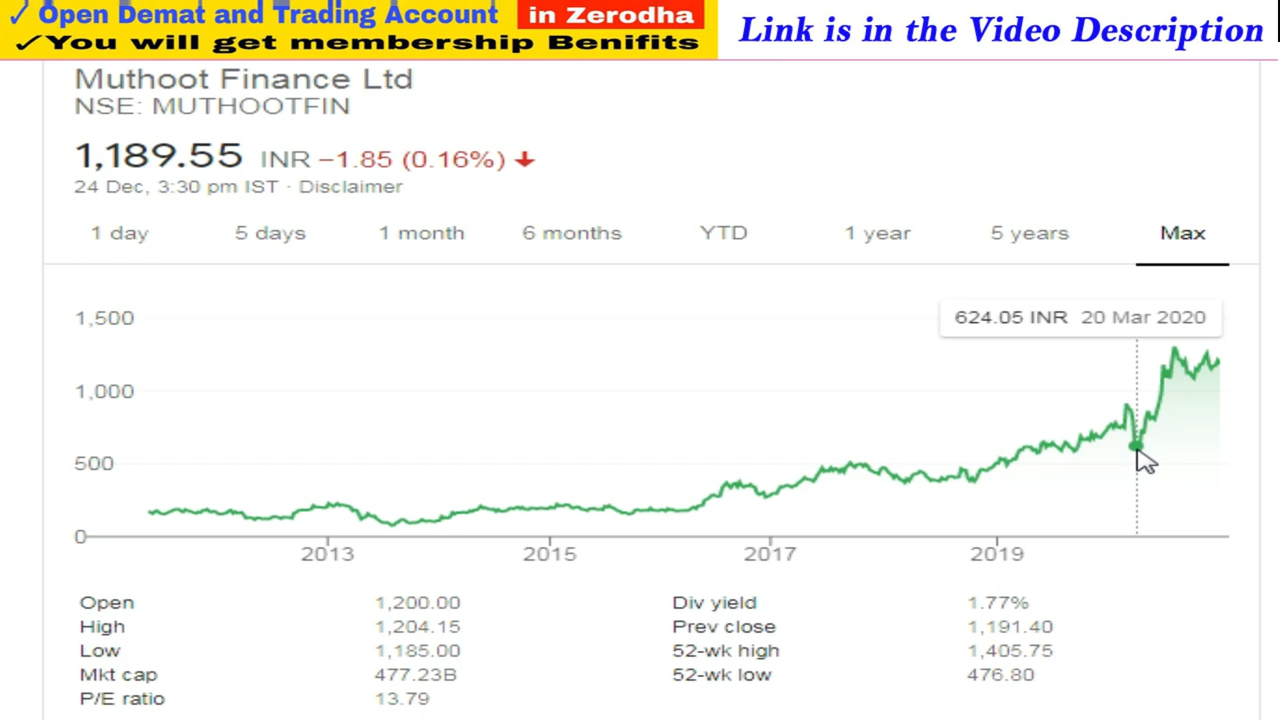 ✓ Open Demat and Trading Account in Zerodha
✓You will get membership Benifits
Link is in the Video Description
Muthoot Finance Ltd
NSE: MUTHOOTFIN
1,189.55 INR −1.85 (0.16%) ↓
24 Dec, 3:30 pm IST · Disclaimer
1 day 5 days 1 month 6 months YTD 1 year 5 years Max
624.05 INR 20 Mar 2020
1,500
1,000
500
0
2013 2015 2017 2019
Open 1,200.00 Div yield 1.77%
High 1,204.15 Prev close 1,191.40
Low 1,185.00 52-wk high 1,405.75
Mkt cap 477.23B 52-wk low 476.80
P/E ratio 13.79